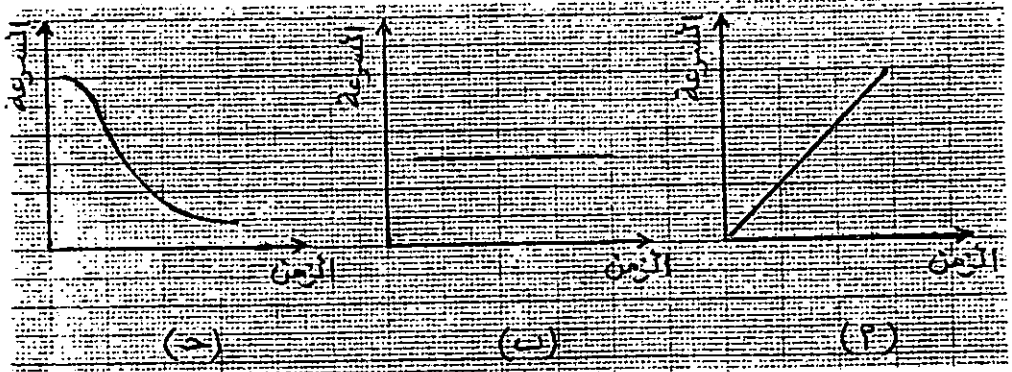 السرعة السرعة السرعة
الزمن الزمن الزمن
(م) (ب) (ح)